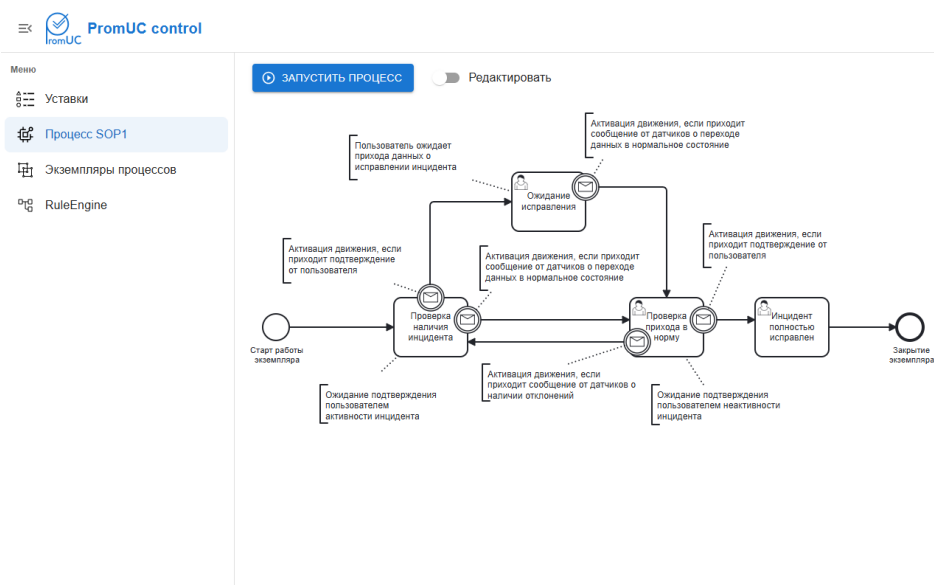 PromUC
PromUC control
Меню
Уставки
Процесс SOP1
Экземпляры процессов
RuleEngine
ЗАПУСТИТЬ ПРОЦЕСС
Редактировать
Активация движения, если приходит
сообщение от датчиков о переходе
данных в нормальное состояние
Пользователь ожидает
прихода данных о
исправлении инцидента
Ожидание
исправления
Активация движения, если
приходит подтверждение от
пользователя
Активация движения, если
приходит подтверждение
от пользователя
Активация движения, если приходит
сообщение от датчиков о переходе
данных в нормальное состояние
Проверка
наличия
инцидента
Проверка
прихода в
норму
Инцидент
полностью
исправлен
Старт работы
экземпляра
Закрытие
экземпляра
Активация движения, если
приходит сообщение от датчиков о
наличии отклонений
Ожидание подтверждения
пользователем
активности инцидента
Ожидание подтверждения
пользователем неактивности
инцидента